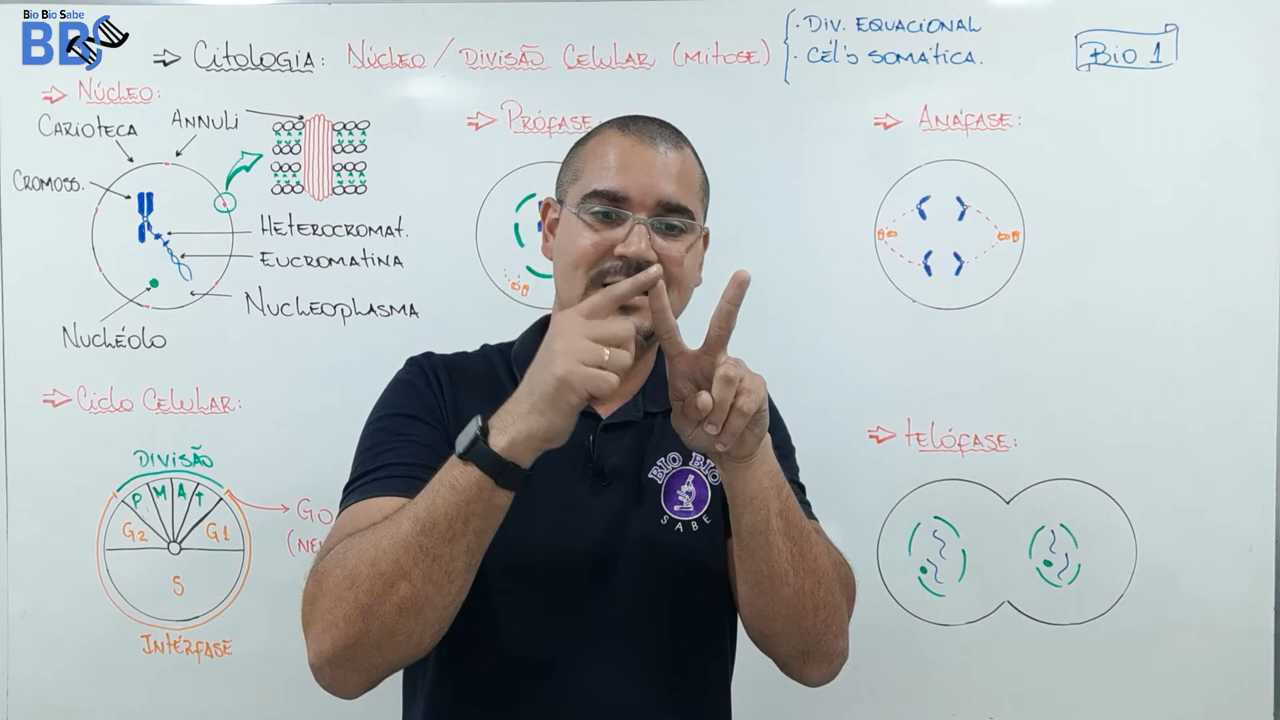 Bio Bio Sabe
BBS
⇒ Citologia: Núcleo / Divisão Celular (Mitose)
· Div. Equacional
· Cél's Somática.
Bio 1
⇒ Núcleo:
Carioteca
Annuli
Cromoss.
Heterocromat.
Eucromatina
Nucleoplasma
Nucléolo
⇒ Prófase:
⇒ Anáfase:
⇒ Ciclo Celular:
Divisão
P M A T
G2 G1
S
Intérfase
G0
⇒ Telófase:
BIO BIO
SABE